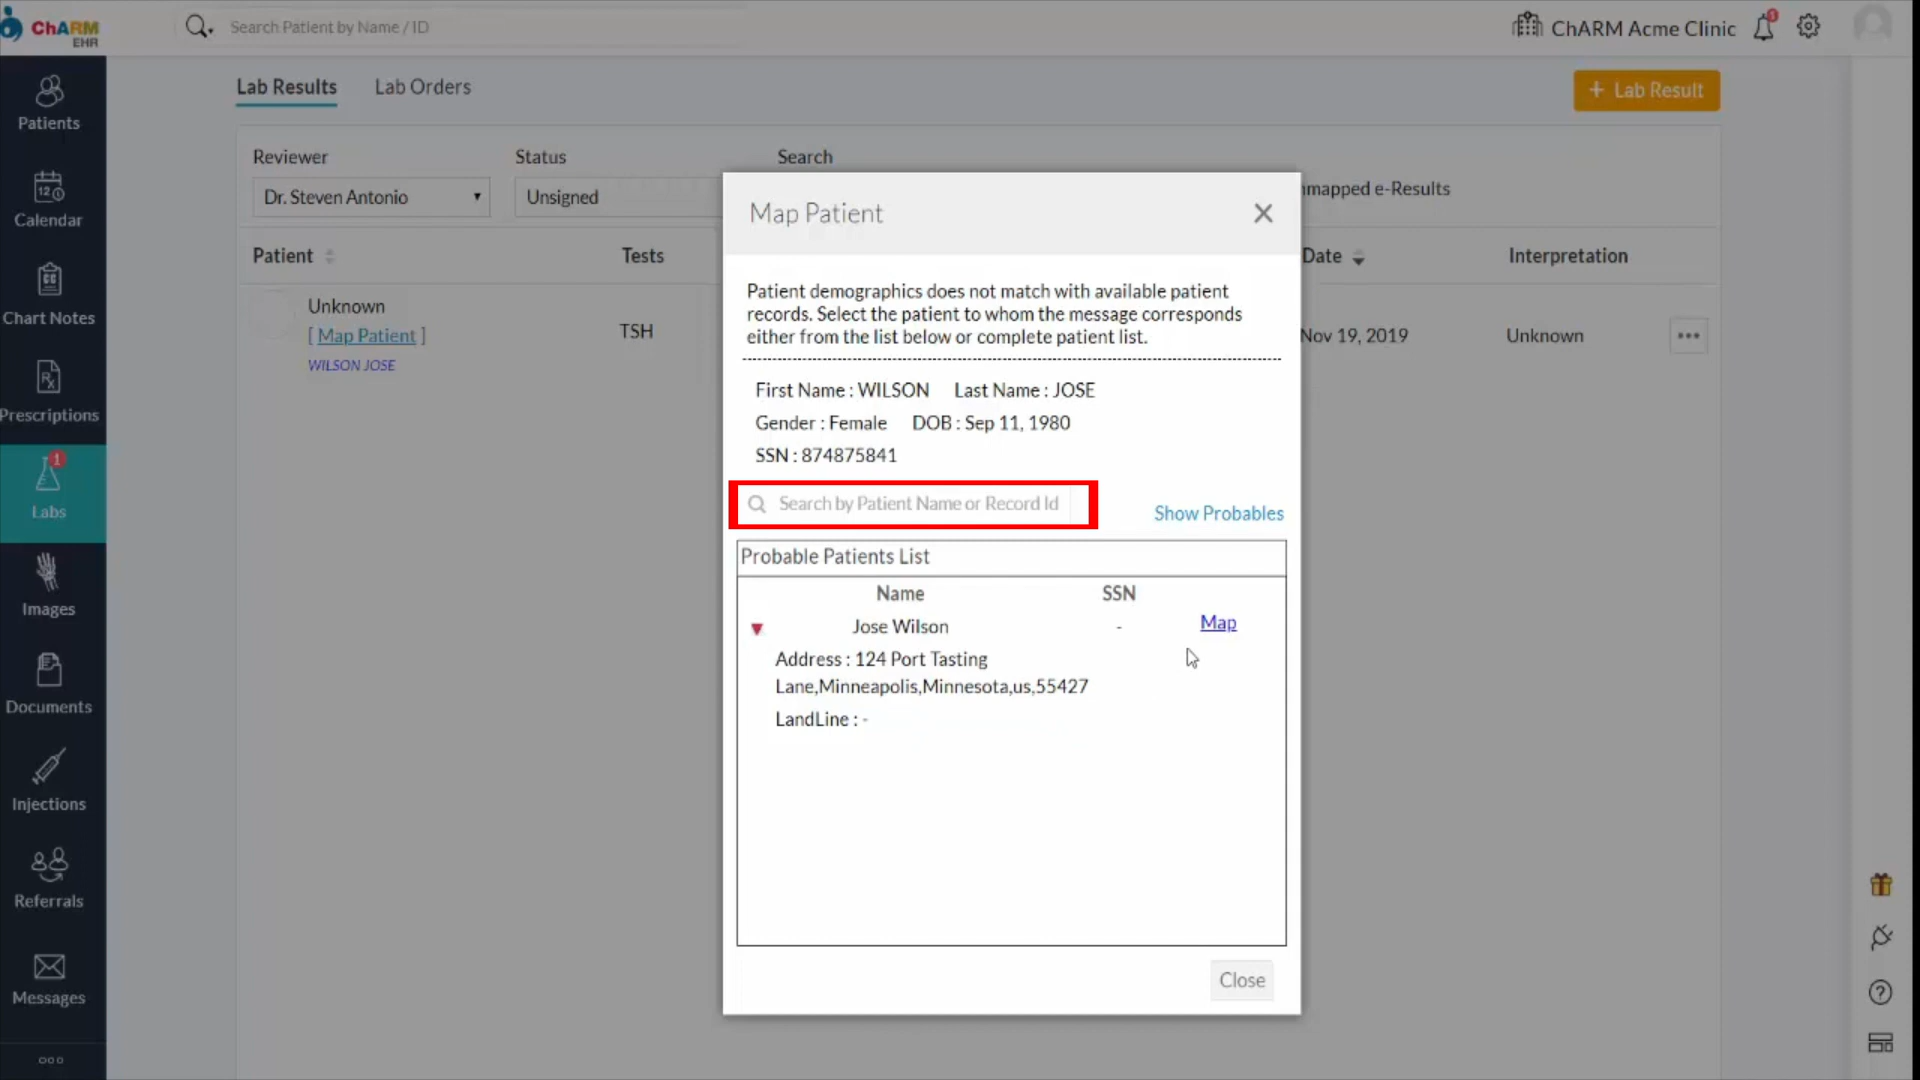 ChARM
EHR
Search Patient by Name / ID
ChARM Acme Clinic
1
Patients
12
Calendar
Chart Notes
Rx
Prescriptions
1
Labs
Images
Documents
Injections
Referrals
Messages
Lab Results Lab Orders
+ Lab Result
Reviewer Status Search
Dr. Steven Antonio Unsigned mapped e-Results
Patient Tests Date Interpretation
Unknown
[ Map Patient ] TSH Nov 19, 2019 Unknown
WILSON JOSE
Map Patient
Patient demographics does not match with available patient
records. Select the patient to whom the message corresponds
either from the list below or complete patient list.
First Name : WILSON Last Name : JOSE
Gender : Female DOB : Sep 11, 1980
SSN : 874875841
Search by Patient Name or Record Id
Show Probables
Probable Patients List
Name SSN
Jose Wilson - Map
Address : 124 Port Tasting
Lane,Minneapolis,Minnesota,us,55427
LandLine : -
Close